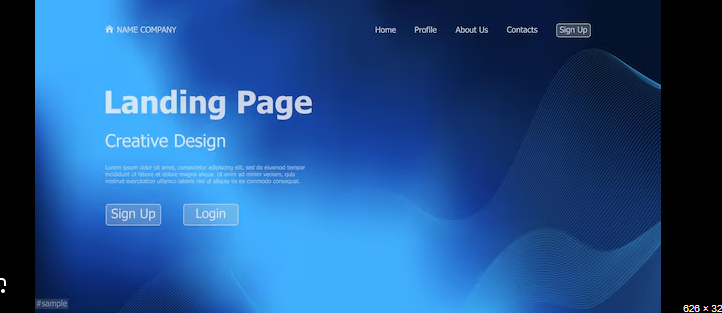 NAME COMPANY
Home Profile About Us Contacts Sign Up
Landing Page
Creative Design
Lorem ipsum dolor sit amet, consectetur adipiscing elit, sed do eiusmod tempor
incididunt ut labore et dolore magna aliqua. Ut enim ad minim veniam, quis
nostrud exercitation ullamco laboris nisi ut aliquip ex ea commodo consequat.
Sign Up Login
#sample
626 × 32